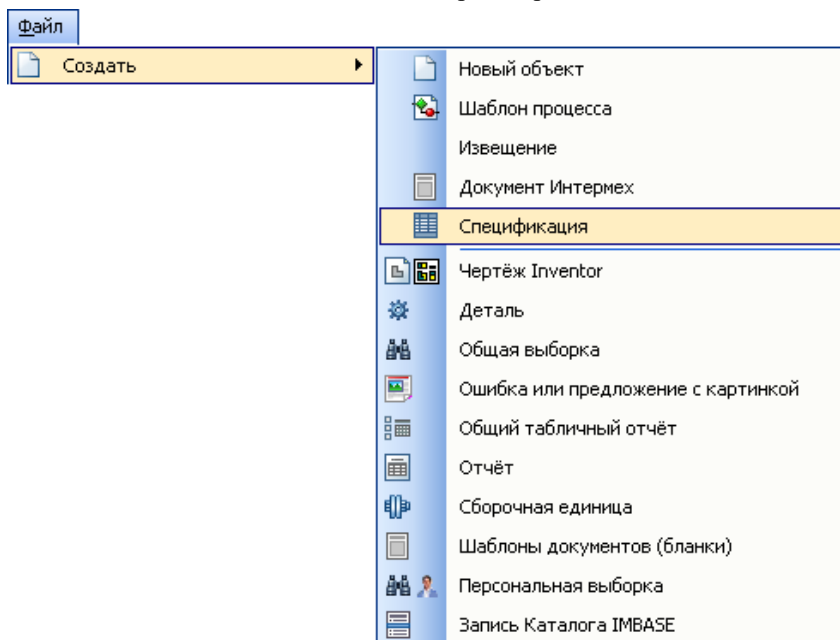 Файл
Создать
Новый объект
Шаблон процесса
Извещение
Документ Интермех
Спецификация
Чертёж Inventor
Деталь
Общая выборка
Ошибка или предложение с картинкой
Общий табличный отчёт
Отчёт
Сборочная единица
Шаблоны документов (бланки)
Персональная выборка
Запись Каталога IMBASE